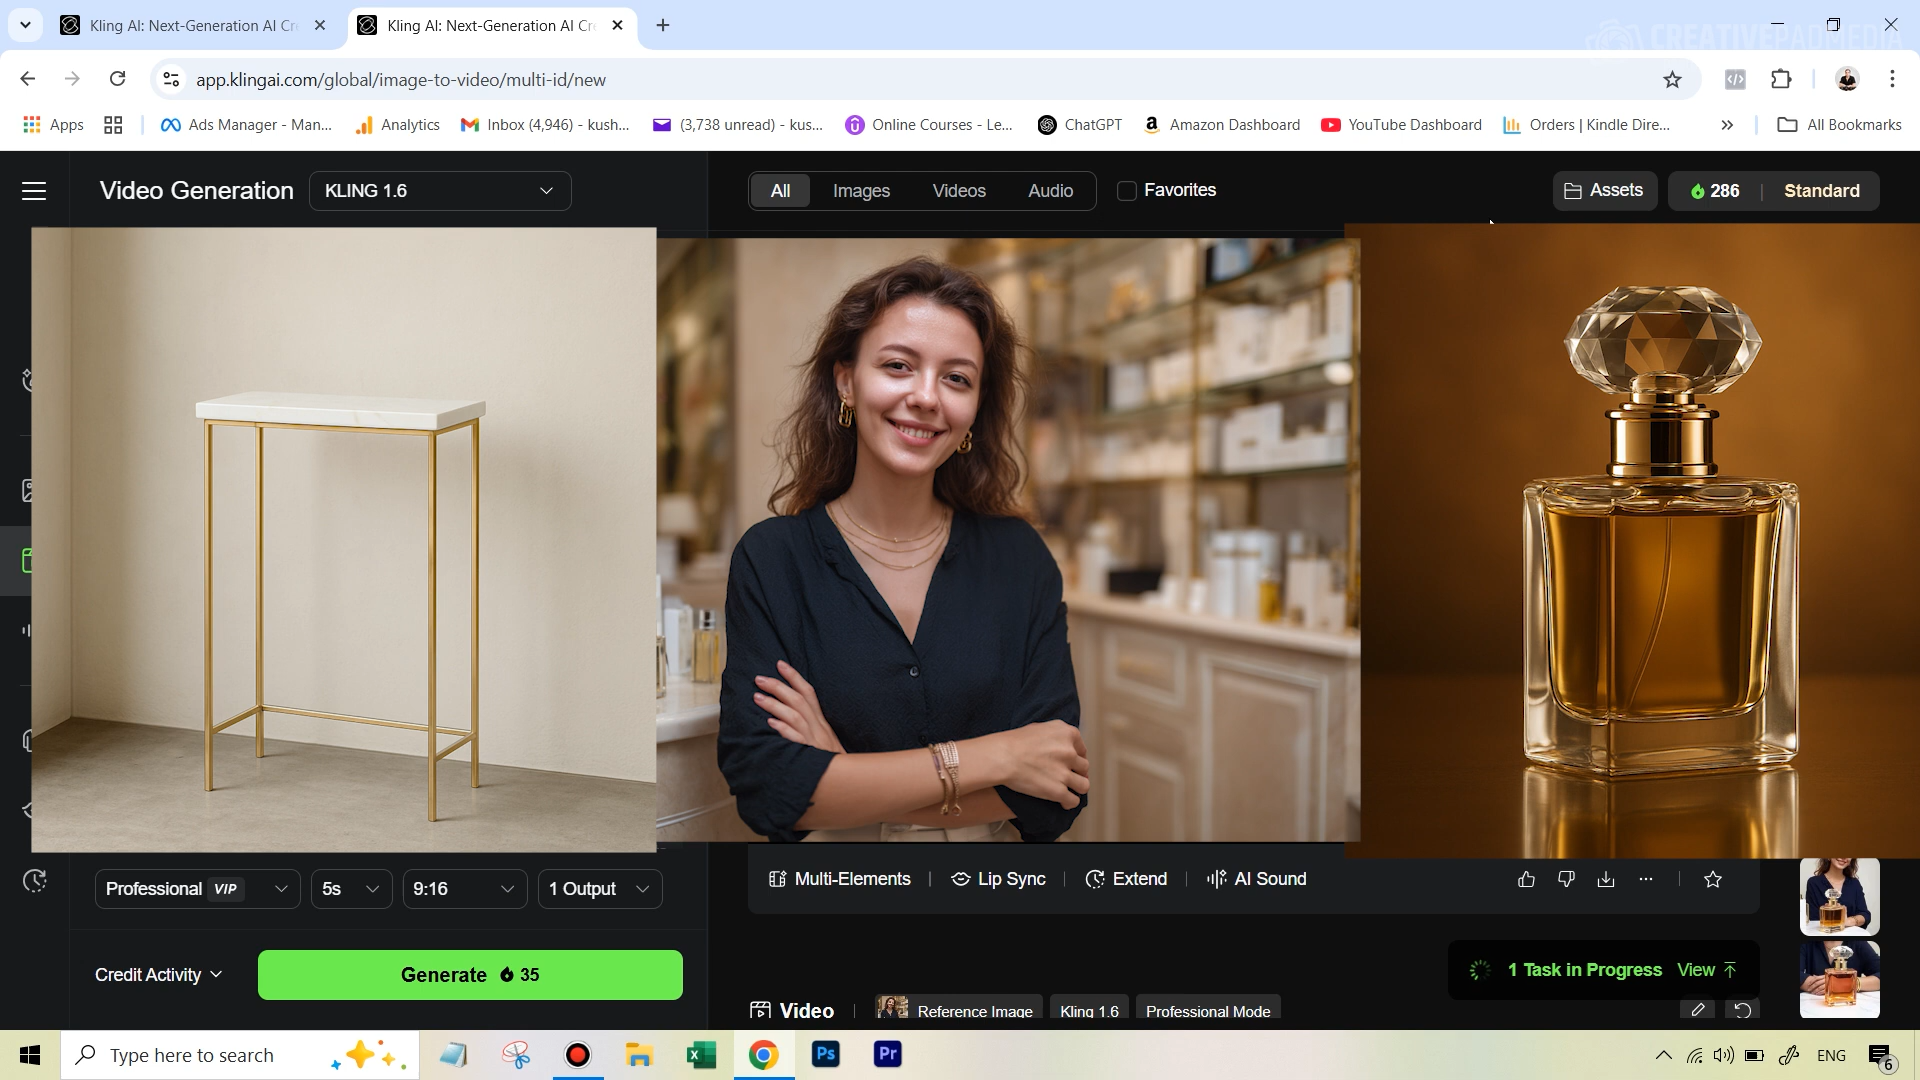 Kling AI: Next-Generation AI Cr
Kling AI: Next-Generation AI Cr
CREATIVEPADMEDIA
app.klingai.com/global/image-to-video/multi-id/new
Apps
Ads Manager - Man...
Analytics
Inbox (4,946) - kush...
(3,738 unread) - kus...
Online Courses - Le...
ChatGPT
Amazon Dashboard
YouTube Dashboard
Orders | Kindle Dire...
All Bookmarks
Video Generation
KLING 1.6
All
Images
Videos
Audio
Favorites
Assets
286 | Standard
Professional VIP
5s
9:16
1 Output
Multi-Elements
Lip Sync
Extend
AI Sound
Credit Activity
Generate 35
1 Task in Progress View
Video
Reference Image
Kling 1.6
Professional Mode
Type here to search
Ps
Pr
ENG
6